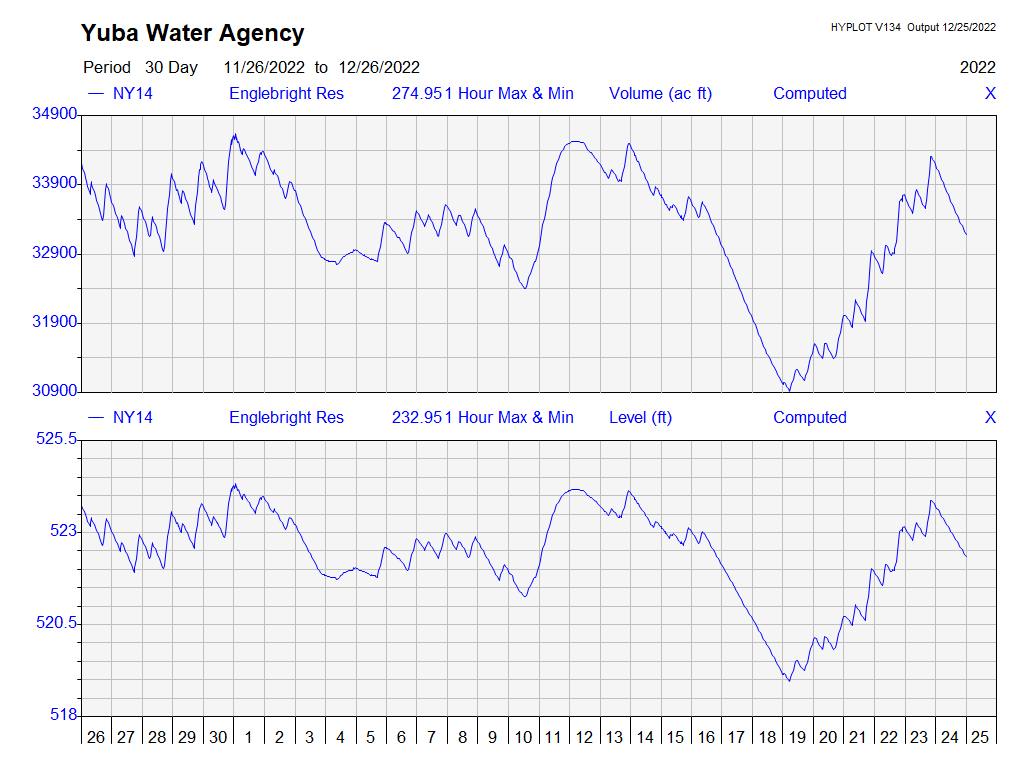 Yuba Water Agency
HYPLOT V134 Output 12/25/2022
Period 30 Day 11/26/2022 to 12/26/2022 2022
NY14 Englebright Res 274.951 Hour Max & Min Volume (ac ft) Computed X
34900
33900
32900
31900
30900
NY14 Englebright Res 232.951 Hour Max & Min Level (ft) Computed X
525.5
523
520.5
518
26 27 28 29 30 1 2 3 4 5 6 7 8 9 10 11 12 13 14 15 16 17 18 19 20 21 22 23 24 25